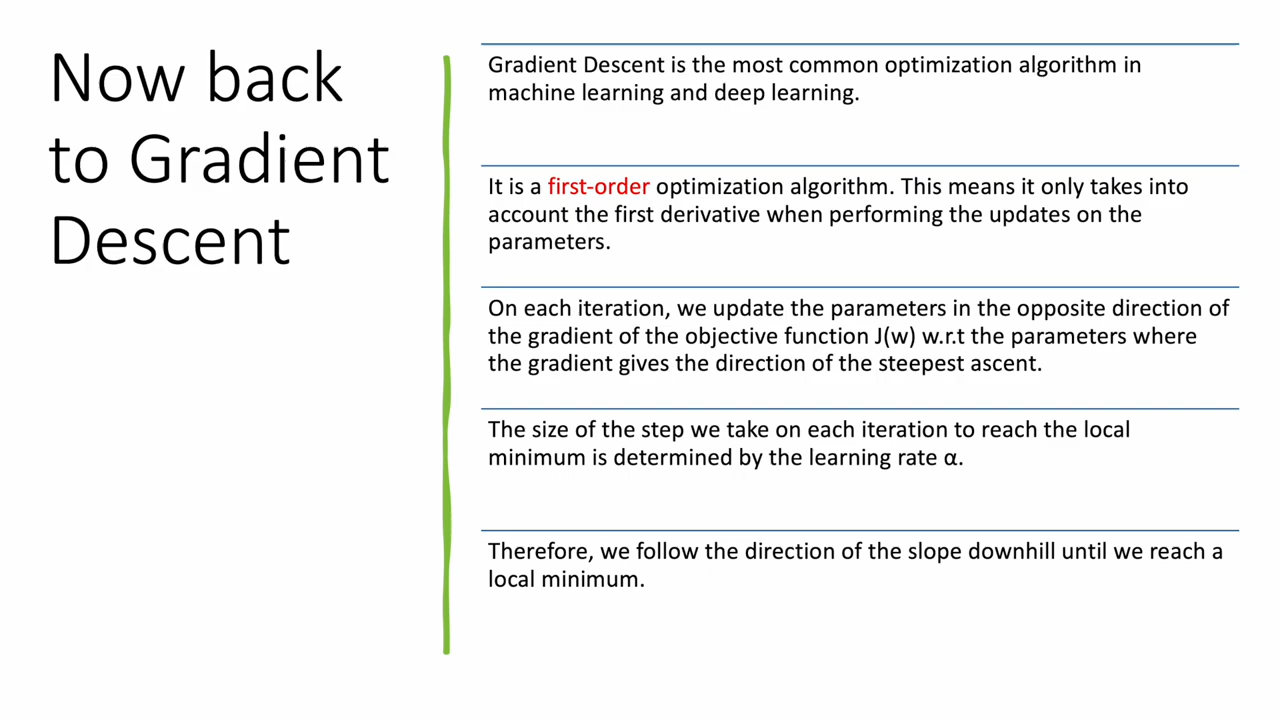 Now back
to Gradient
Descent
Gradient Descent is the most common optimization algorithm in
machine learning and deep learning.
It is a first-order optimization algorithm. This means it only takes into
account the first derivative when performing the updates on the
parameters.
On each iteration, we update the parameters in the opposite direction of
the gradient of the objective function J(w) w.r.t the parameters where
the gradient gives the direction of the steepest ascent.
The size of the step we take on each iteration to reach the local
minimum is determined by the learning rate α.
Therefore, we follow the direction of the slope downhill until we reach a
local minimum.